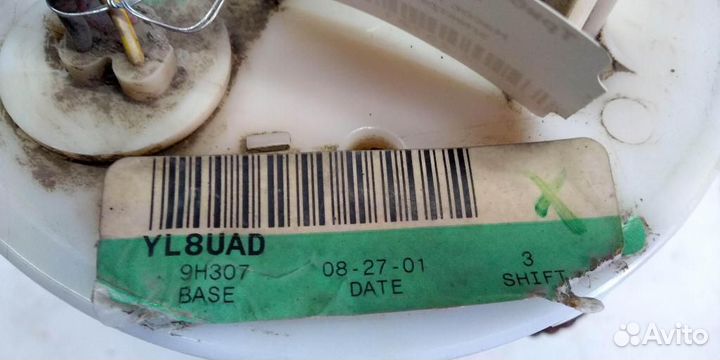 YL8UAD
9H307 08-27-01 3
BASE DATE SHIFT
Avito